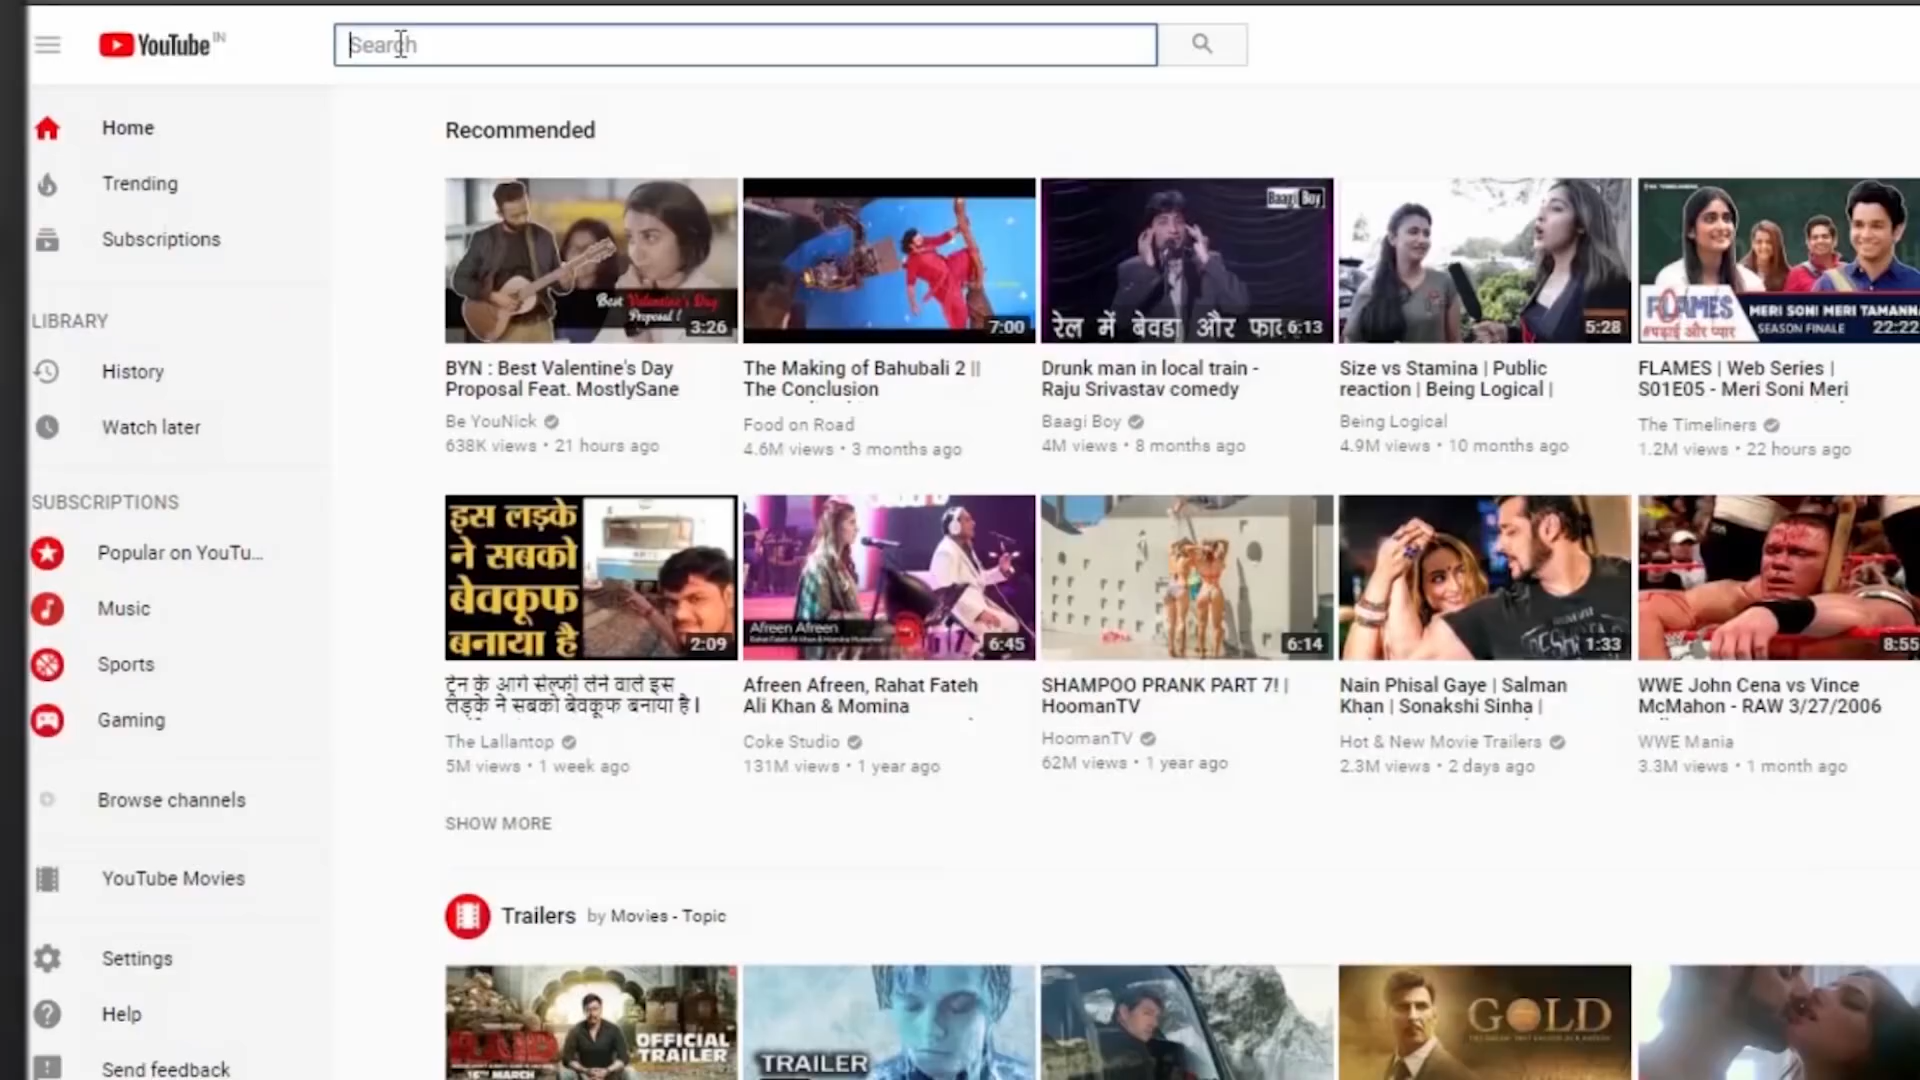 YouTube IN
Search
Home
Trending
Subscriptions
LIBRARY
History
Watch later
SUBSCRIPTIONS
Popular on YouTu...
Music
Sports
Gaming
Browse channels
YouTube Movies
Settings
Help
Send feedback
Recommended
Best Valentine's Day
Proposal !
3:26
BYN : Best Valentine's Day
Proposal Feat. MostlySane
Be YouNick
638K views • 21 hours ago
7:00
The Making of Bahubali 2 ||
The Conclusion
Food on Road
4.6M views • 3 months ago
Baagi Boy
रेल में बेवडा और
6:13
Drunk man in local train -
Raju Srivastav comedy
Baagi Boy
4M views • 8 months ago
5:28
Size vs Stamina | Public
reaction | Being Logical |
Being Logical
4.9M views • 10 months ago
FLAMES
#पढ़ाई और प्यार
MERI SONI MERI TAMANNA
SEASON FINALE
22:22
FLAMES | Web Series |
S01E05 - Meri Soni Meri
The Timeliners
1.2M views • 22 hours ago
इस लड़के
ने सबको
बेवकूफ
बनाया है
2:09
ट्रेन के आगे सेल्फी लेने वाले इस
लड़के ने सबको बेवकूफ बनाया है I
The Lallantop
5M views • 1 week ago
Afreen Afreen
6:45
Afreen Afreen, Rahat Fateh
Ali Khan & Momina
Coke Studio
131M views • 1 year ago
6:14
SHAMPOO PRANK PART 7! |
HoomanTV
HoomanTV
62M views • 1 year ago
1:33
Nain Phisal Gaye | Salman
Khan | Sonakshi Sinha |
Hot & New Movie Trailers
2.3M views • 2 days ago
8:55
WWE John Cena vs Vince
McMahon - RAW 3/27/2006
WWE Mania
3.3M views • 1 month ago
SHOW MORE
Trailers by Movies - Topic
RAID
OFFICIAL
TRAILER
16TH MARCH
TRAILER
GOLD